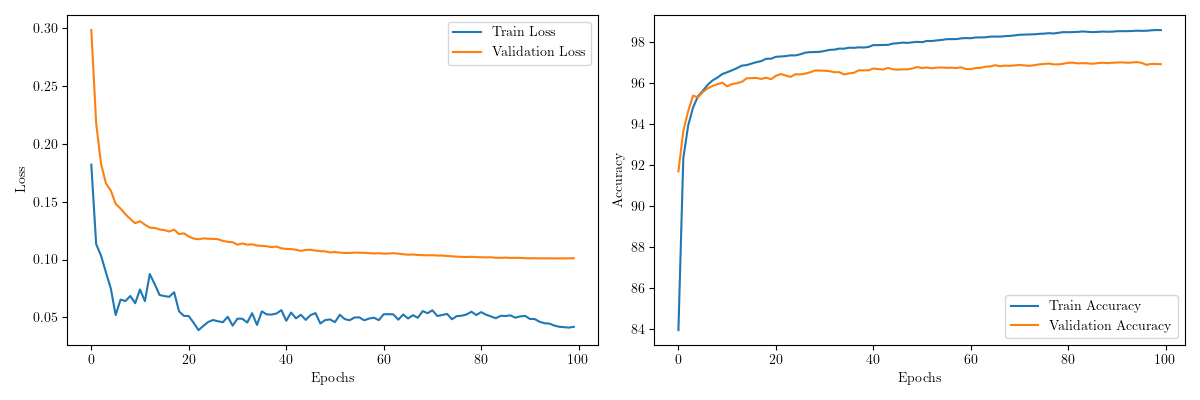 0.30
0.25
0.20
0.15
0.10
0.05
Loss
0 20 40 60 80 100
Epochs
Train Loss
Validation Loss
98
96
94
92
90
88
86
84
Accuracy
0 20 40 60 80 100
Epochs
Train Accuracy
Validation Accuracy